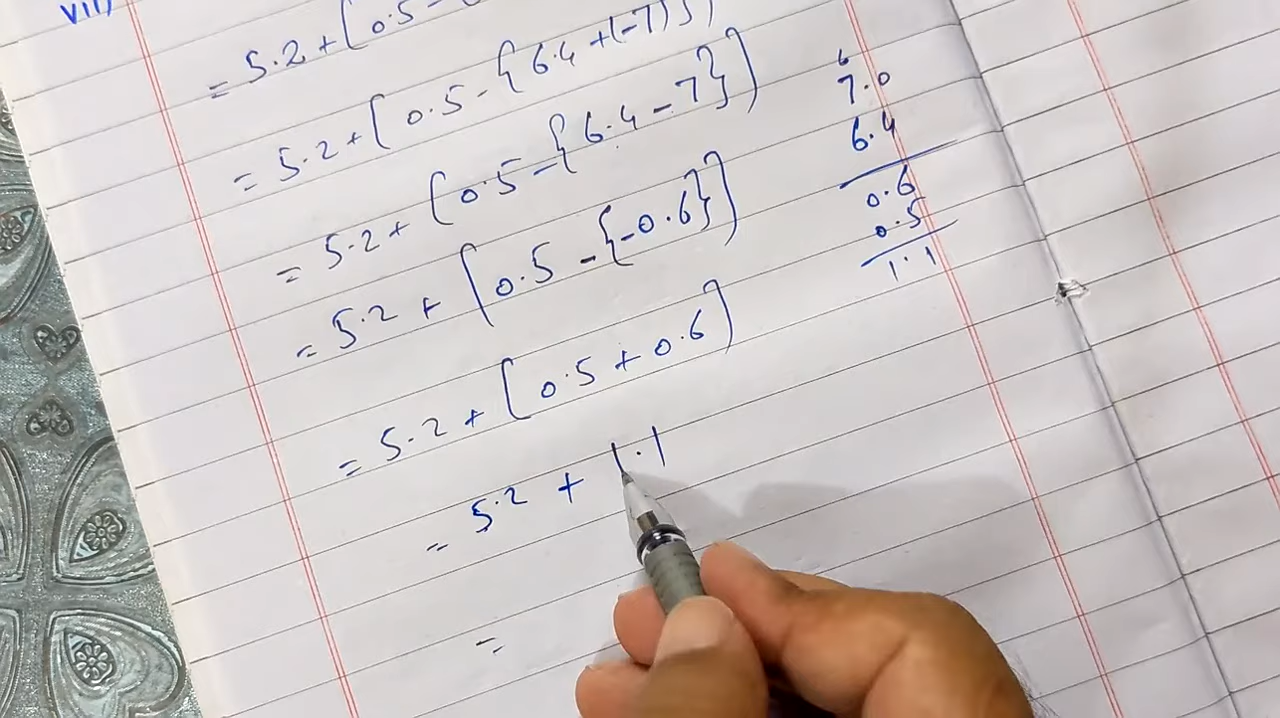 vii)
= 5.2 + [0.5 -
= 5.2 + [0.5 - {6.4 + (-7)}]
= 5.2 + [0.5 - {6.4 - 7}]
= 5.2 + [0.5 - {-0.6}]
= 5.2 + [0.5 + 0.6]
= 5.2 + 1.1
=
6
7.0
6.4
0.6
0.5
1.1